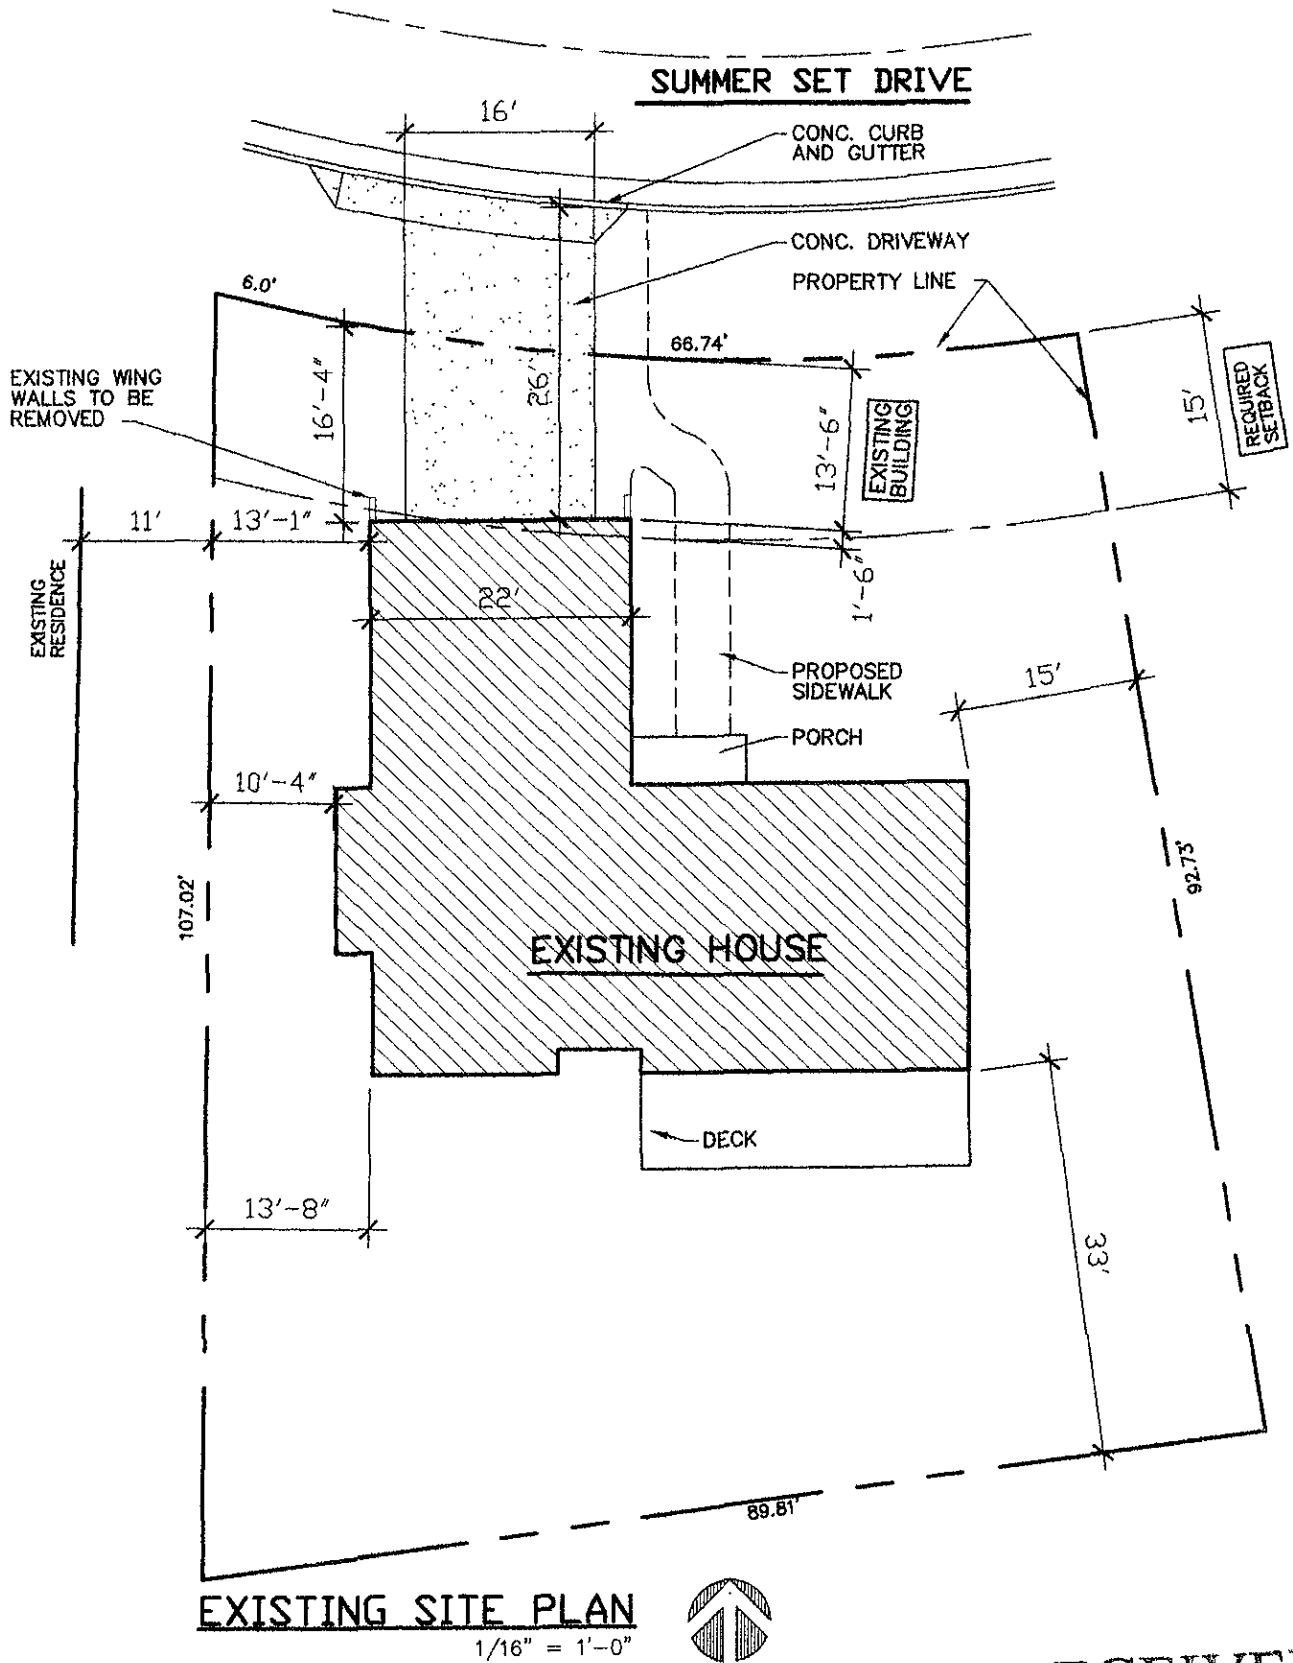 SUMMER SET DRIVE
16'
CONC. CURB
AND GUTTER
CONC. DRIVEWAY
PROPERTY LINE
6.0'
66.74'
EXISTING WING
WALLS TO BE
REMOVED
16'-4"
26'
13'-6"
EXISTING
BUILDING
15'
REQUIRED
SETBACK
11'
13'-1"
1'-6"
EXISTING
RESIDENCE
22'
PROPOSED
SIDEWALK
15'
PORCH
10'-4"
107.02'
92.73'
EXISTING HOUSE
DECK
13'-8"
33'
89.81'
EXISTING SITE PLAN
1/16" = 1'-0"